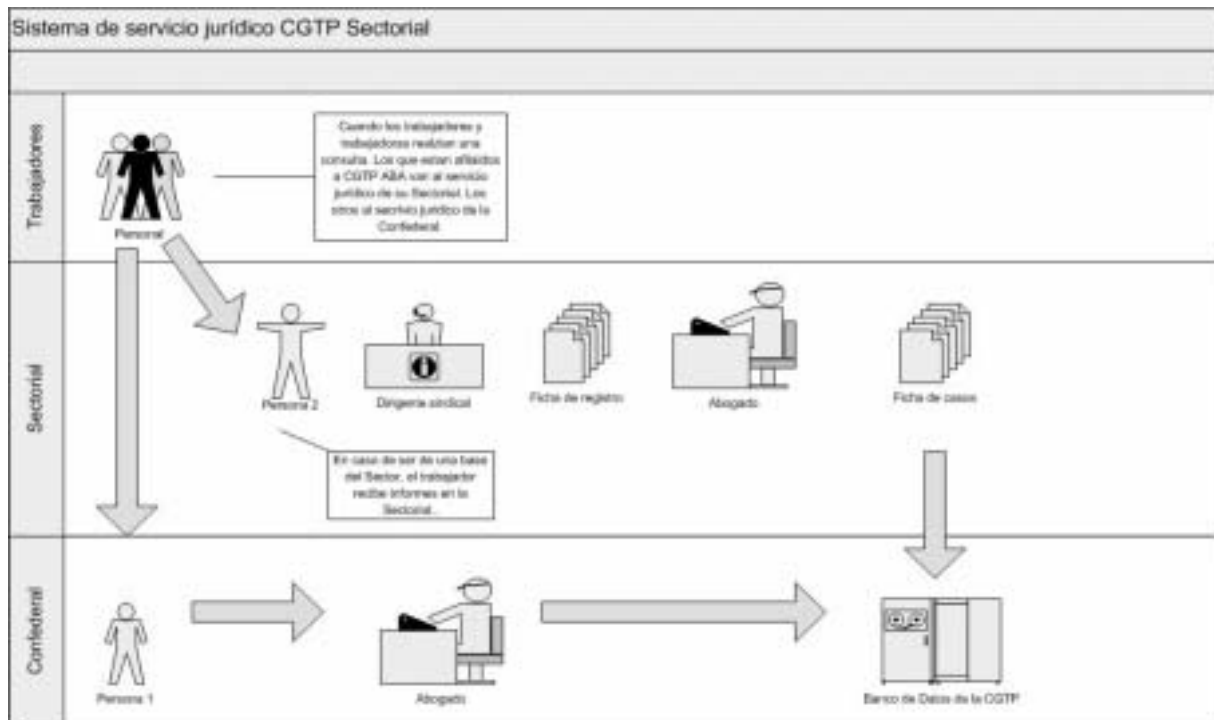 Sistema de servicio jurídico CGTP Sectorial
Trabajadores
Cuando los trabajadores y
trabajadoras realizan una
consulta. Los que estan afiliados
a CGTP ABA van al servicio
jurídico de su Sectorial. Los
otros al jurídico de la
Confederal.
Personal
Sectorial
Persona 2
Dirigente sindical
Ficha de registro
Abogado
Ficha de casos
En caso de ser de una base
del Sector, el trabajador
recibe informes en la
Sectorial.
Confederal
Persona 1
Abogado
Banco de Datos de la CGTP